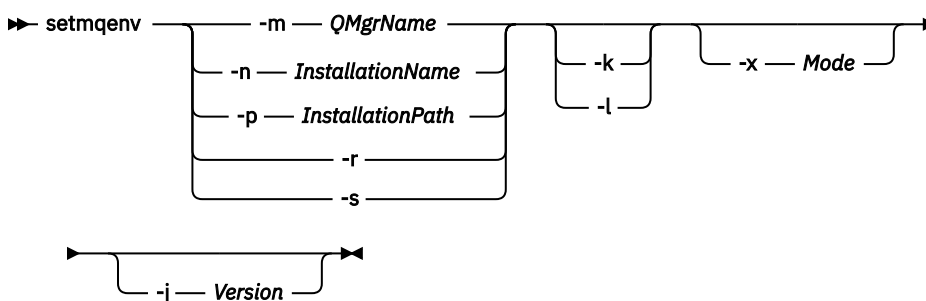 setmqenv -m QMgrName
-n InstallationName
-p InstallationPath
-r
-s
-k
-l
-x Mode
-j Version